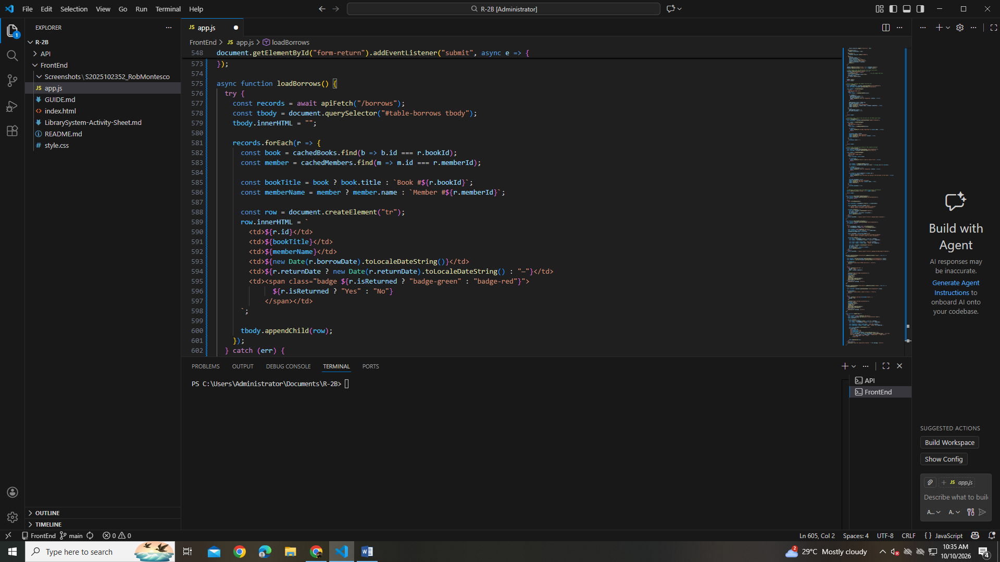 File Edit Selection View Go Run Terminal Help
R-2B [Administrator]
EXPLORER
R-2B
API
FrontEnd
Screenshots\S2025102352_RobMontesco
JS app.js
GUIDE.md
<> index.html
LibrarySystem-Activity-Sheet.md
README.md
# style.css
OUTLINE
TIMELINE
JS app.js
FrontEnd > JS app.js > loadBorrows
548 document.getElementById("form-return").addEventListener("submit", async e => {
573 });
574
575 async function loadBorrows() {
576 try {
577 const records = await apiFetch("/borrows");
578 const tbody = document.querySelector("#table-borrows tbody");
579 tbody.innerHTML = "";
580
581 records.forEach(r => {
582 const book = cachedBooks.find(b => b.id === r.bookId);
583 const member = cachedMembers.find(m => m.id === r.memberId);
584
585 const bookTitle = book ? book.title : `Book #${r.bookId}`;
586 const memberName = member ? member.name : `Member #${r.memberId}`;
587
588 const row = document.createElement("tr");
589 row.innerHTML = `
590 <td>${r.id}</td>
591 <td>${bookTitle}</td>
592 <td>${memberName}</td>
593 <td>${new Date(r.borrowDate).toLocaleDateString()}</td>
594 <td>${r.returnDate ? new Date(r.returnDate).toLocaleDateString() : "—"}</td>
595 <td><span class="badge ${r.isReturned ? "badge-green" : "badge-red"}">
596 ${r.isReturned ? "Yes" : "No"}
597 </span></td>
598 `;
599
600 tbody.appendChild(row);
601 });
602 } catch (err) {
PROBLEMS OUTPUT DEBUG CONSOLE TERMINAL PORTS
PS C:\Users\Administrator\Documents\R-2B>
API
FrontEnd
Build with
Agent
AI responses may
be inaccurate.
Generate Agent
Instructions to
onboard AI onto
your codebase.
SUGGESTED ACTIONS
Build Workspace
Show Config
+ JS app.js
Describe what to buil
A... A.
FrontEnd main 0 0
Ln 605, Col 2 Spaces: 4 UTF-8 CRLF {} JavaScript
Type here to search
2 29°C Mostly cloudy
10:35 AM
10/10/2026
4
1